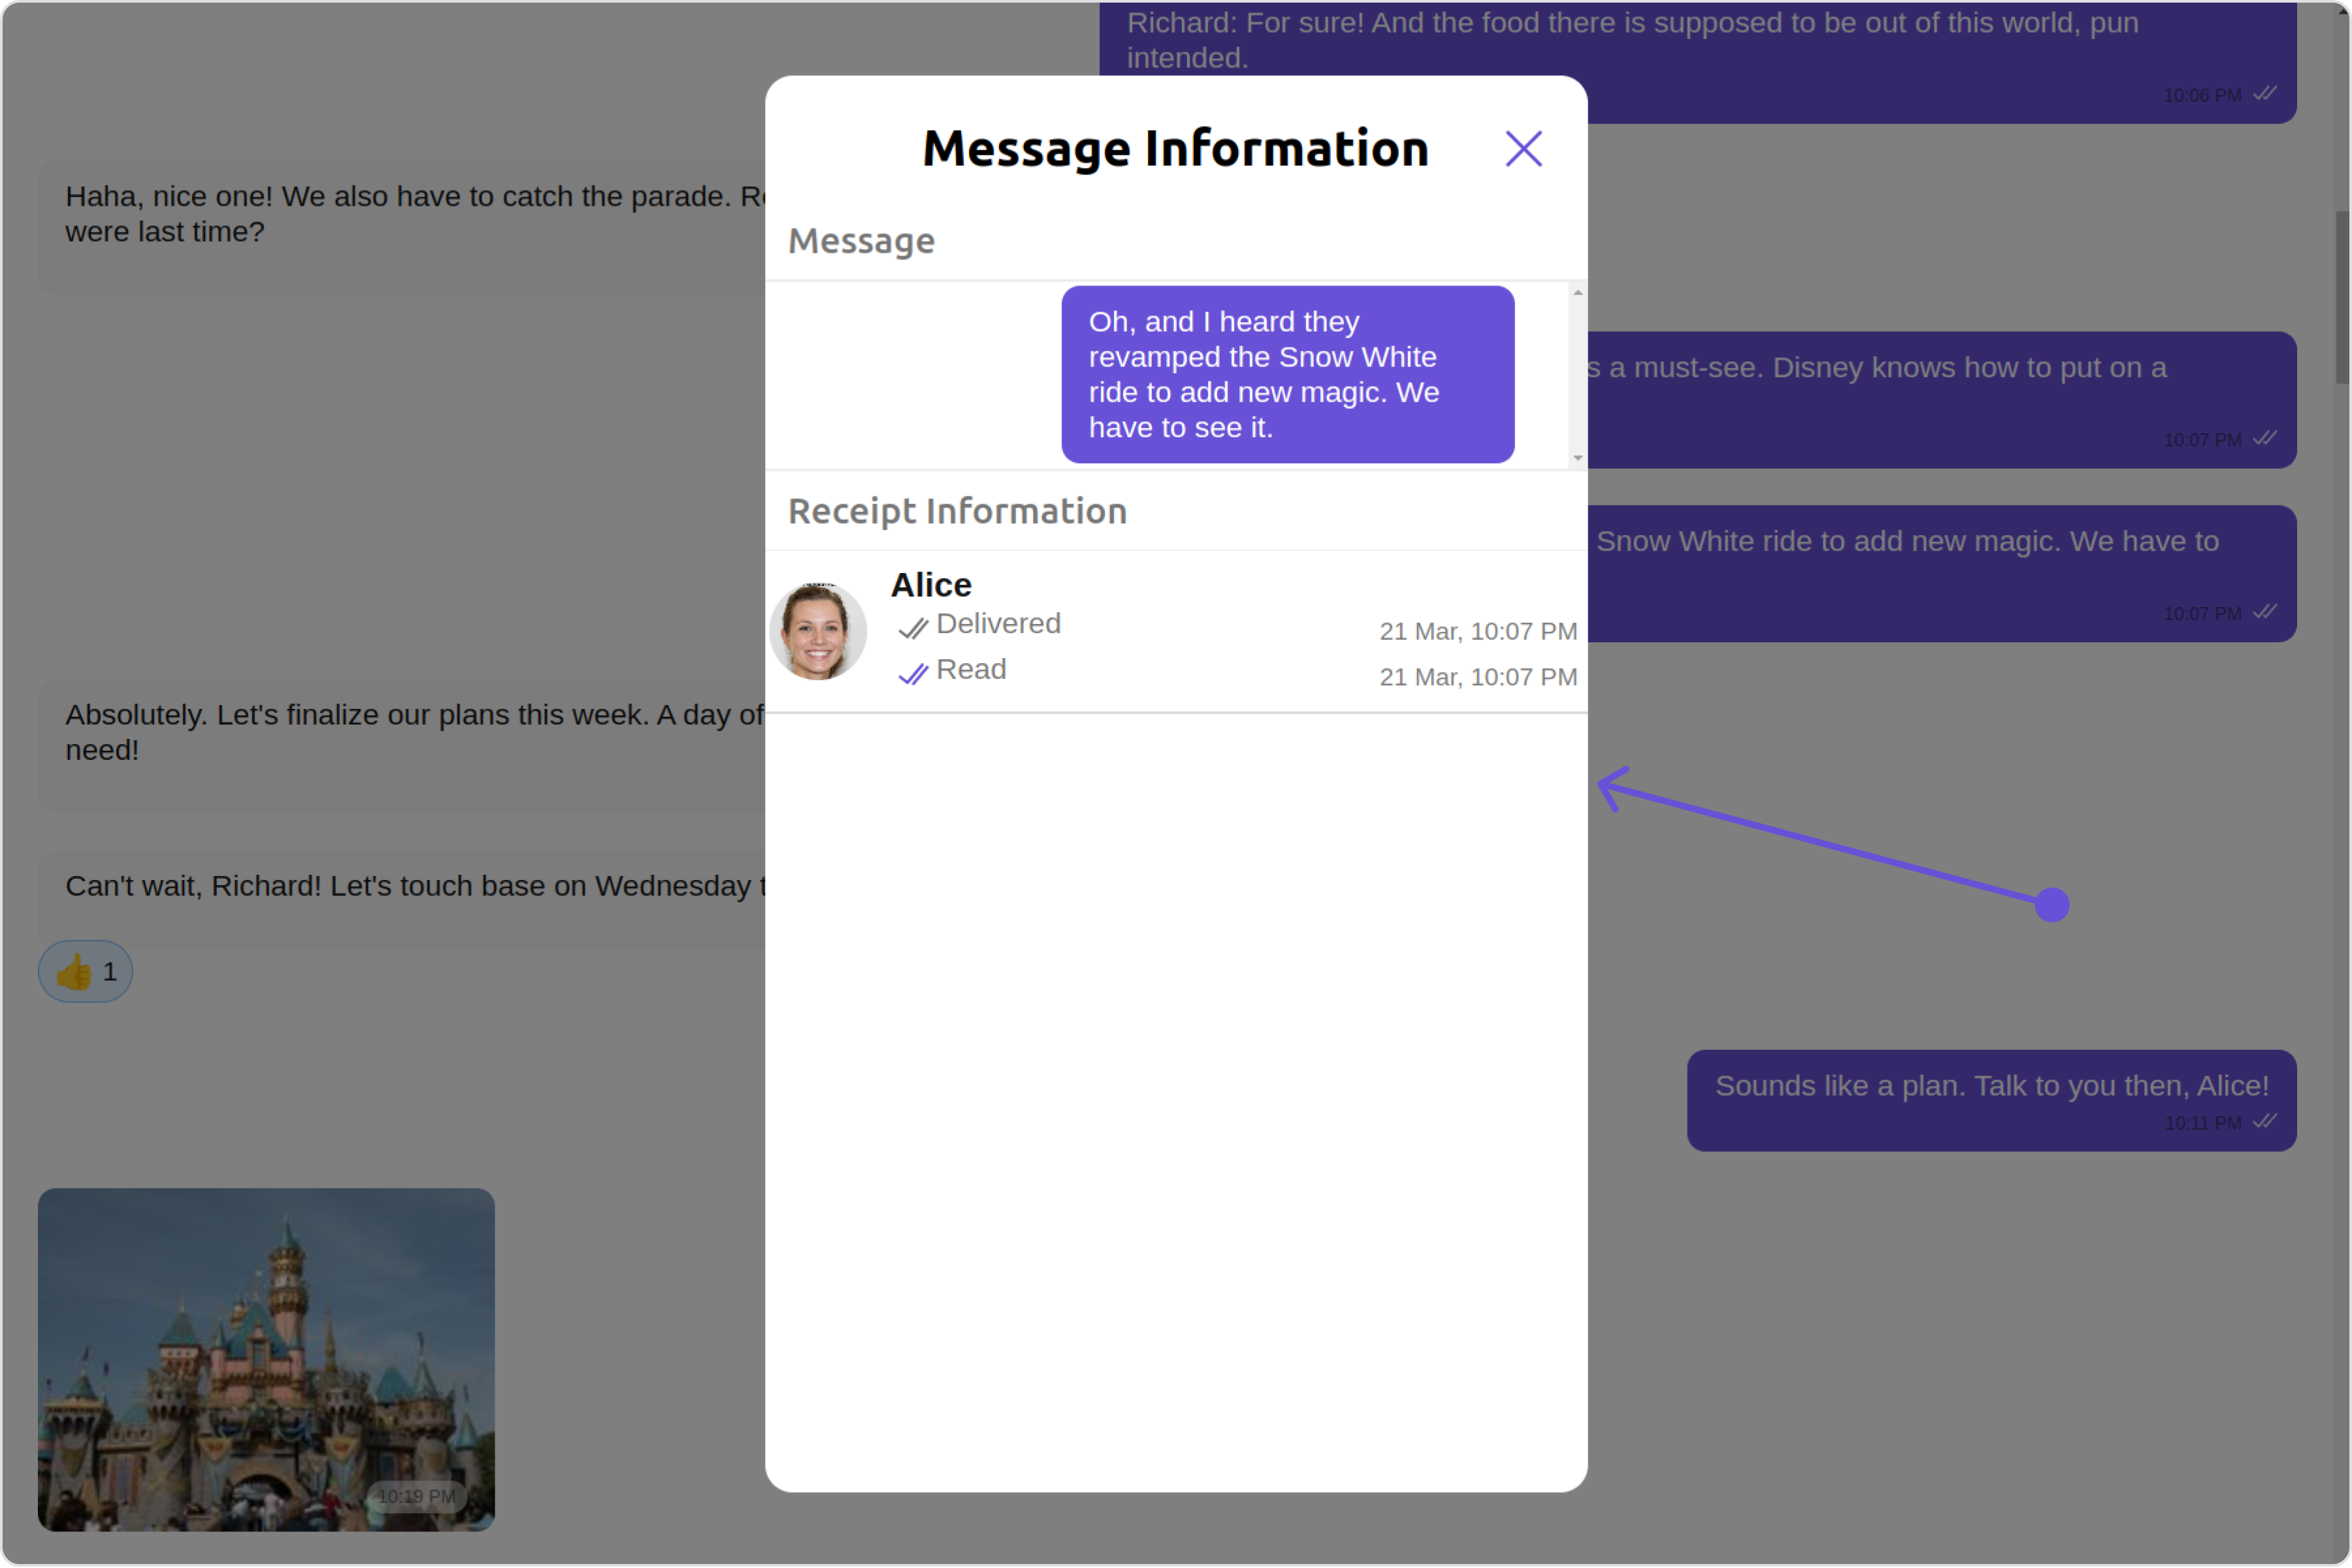 Richard: For sure! And the food there is supposed to be out of this world, pun
intended.
10:06 PM
Haha, nice one! We also have to catch the parade.
were last time?
s a must-see. Disney knows how to put on a
10:07 PM
Snow White ride to add new magic. We have to
10:07 PM
Absolutely. Let's finalize our plans this week. A day of
need!
Can't wait, Richard! Let's touch base on Wednesday
1
Sounds like a plan. Talk to you then, Alice!
10:11 PM
10:19 PM
Message Information
Message
Oh, and I heard they
revamped the Snow White
ride to add new magic. We
have to see it.
Receipt Information
Alice
Delivered
21 Mar, 10:07 PM
Read
21 Mar, 10:07 PM